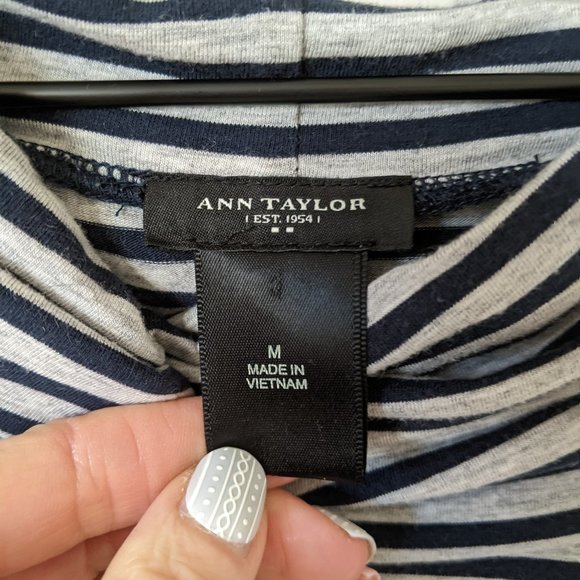 ANN TAYLOR
EST. 1954
M
MADE IN
VIETNAM